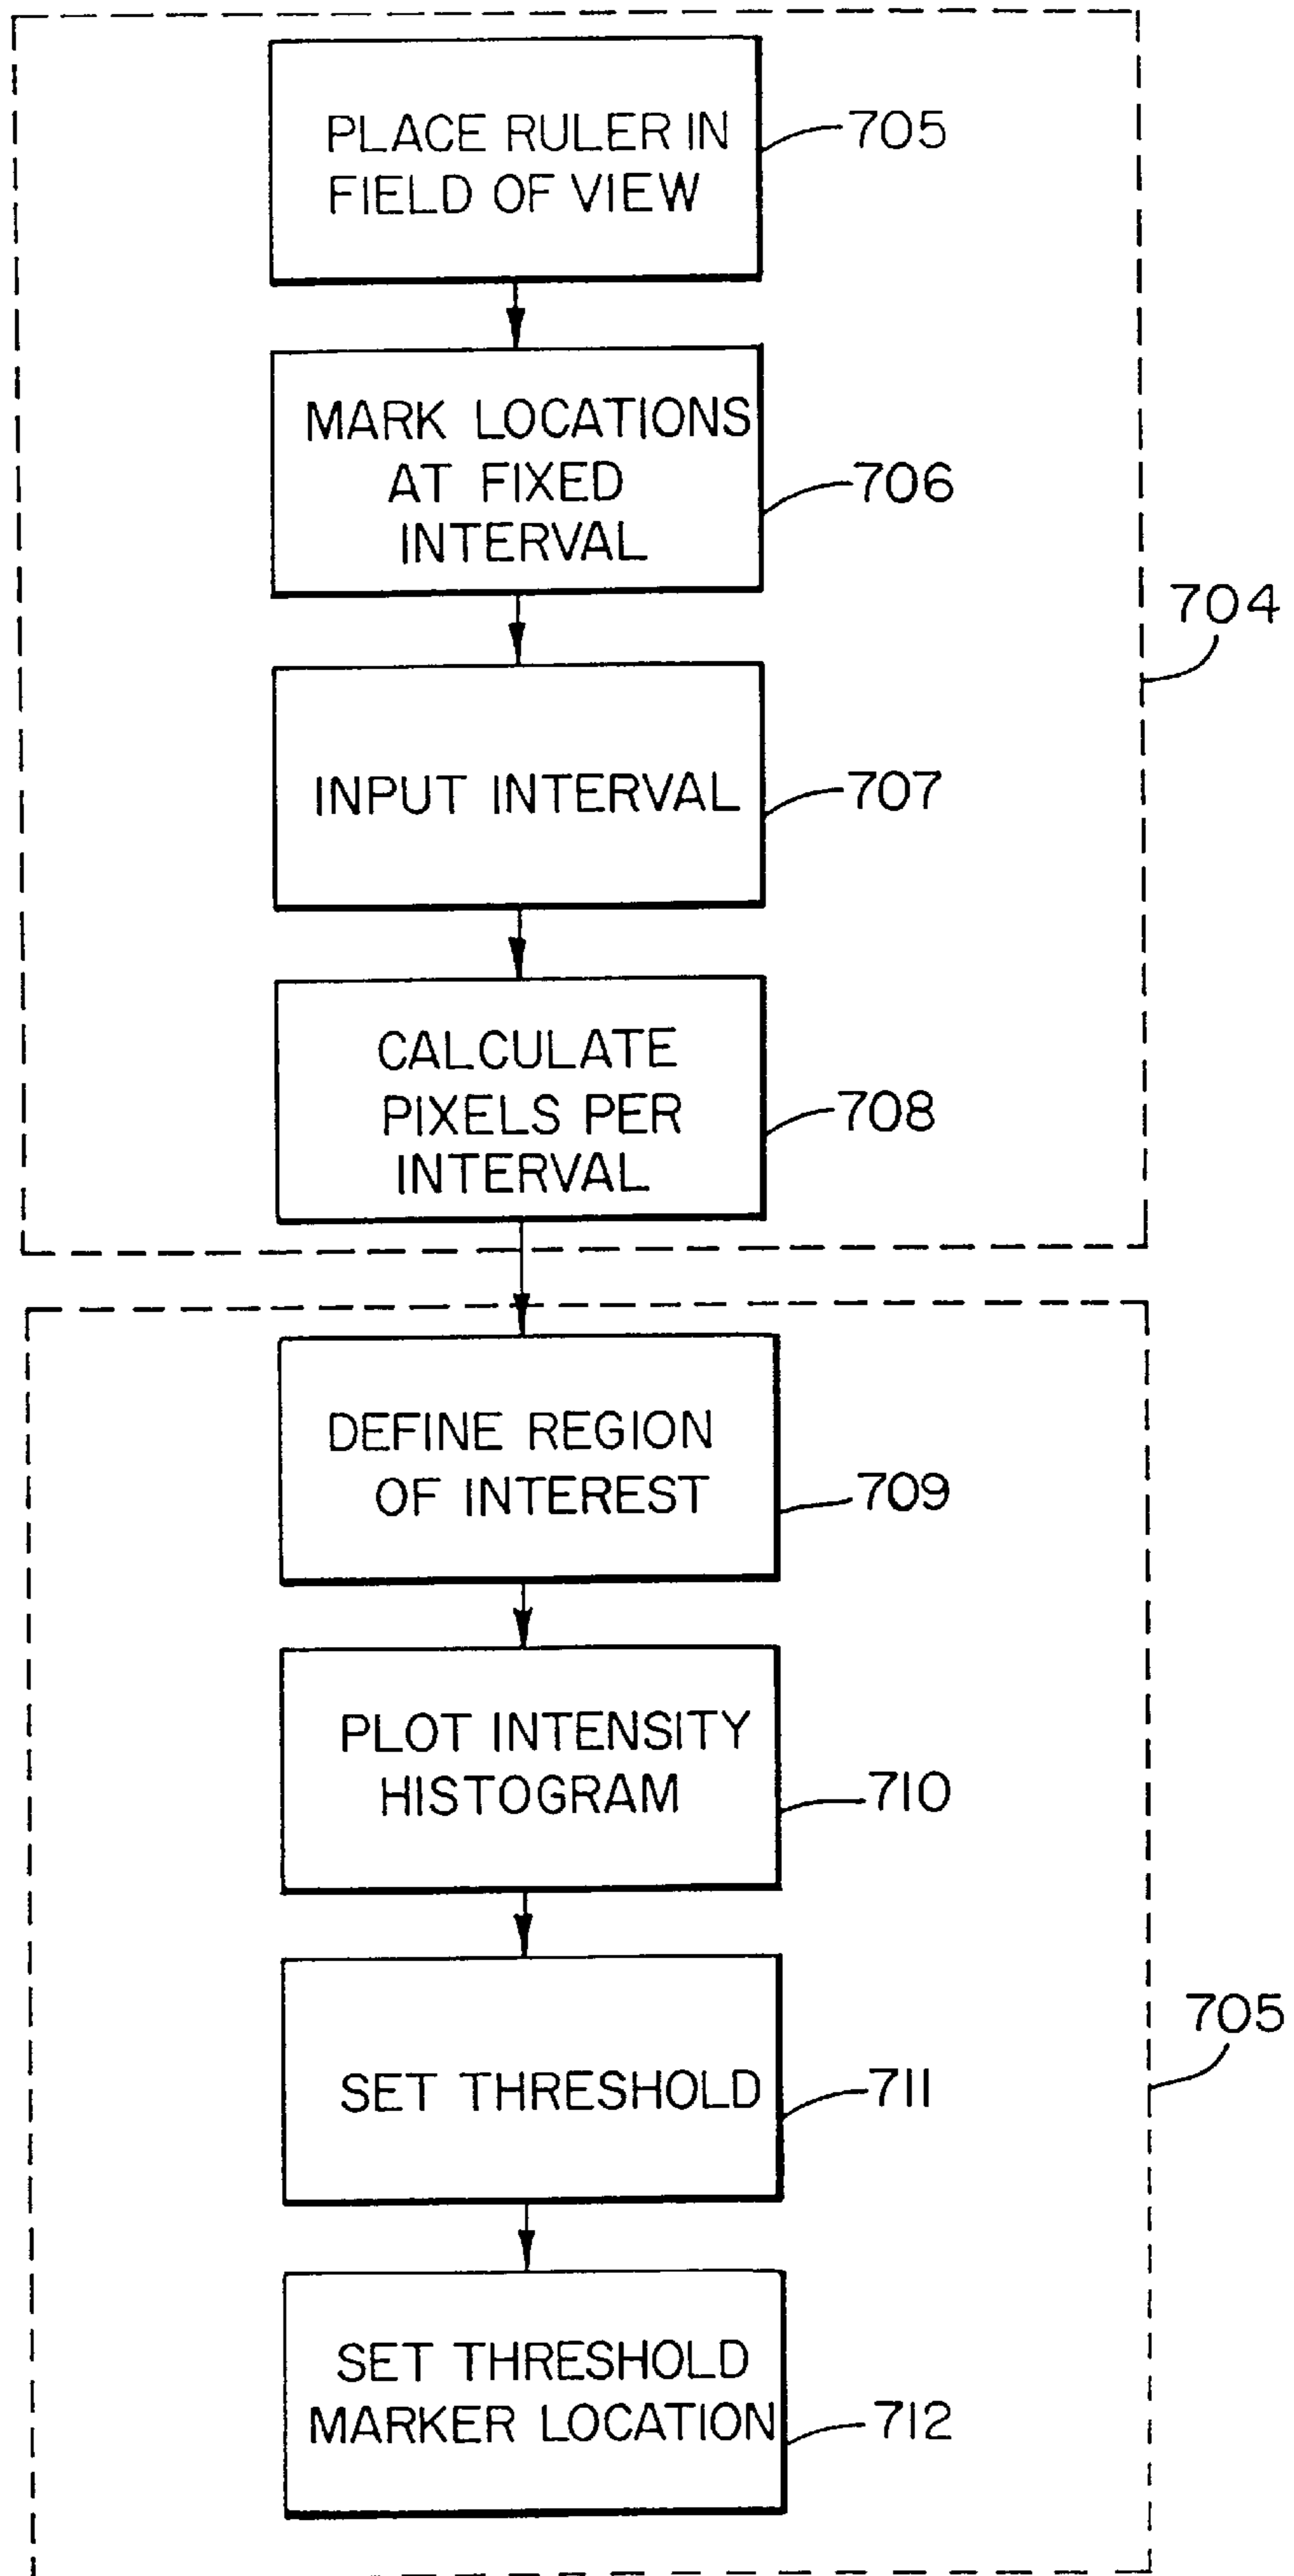 PLACE RULER IN
FIELD OF VIEW
705
MARK LOCATIONS
AT FIXED
INTERVAL
706
704
INPUT INTERVAL
707
CALCULATE
PIXELS PER
INTERVAL
708
DEFINE REGION
OF INTEREST
709
PLOT INTENSITY
HISTOGRAM
710
SET THRESHOLD
711
705
SET THRESHOLD
MARKER LOCATION
712